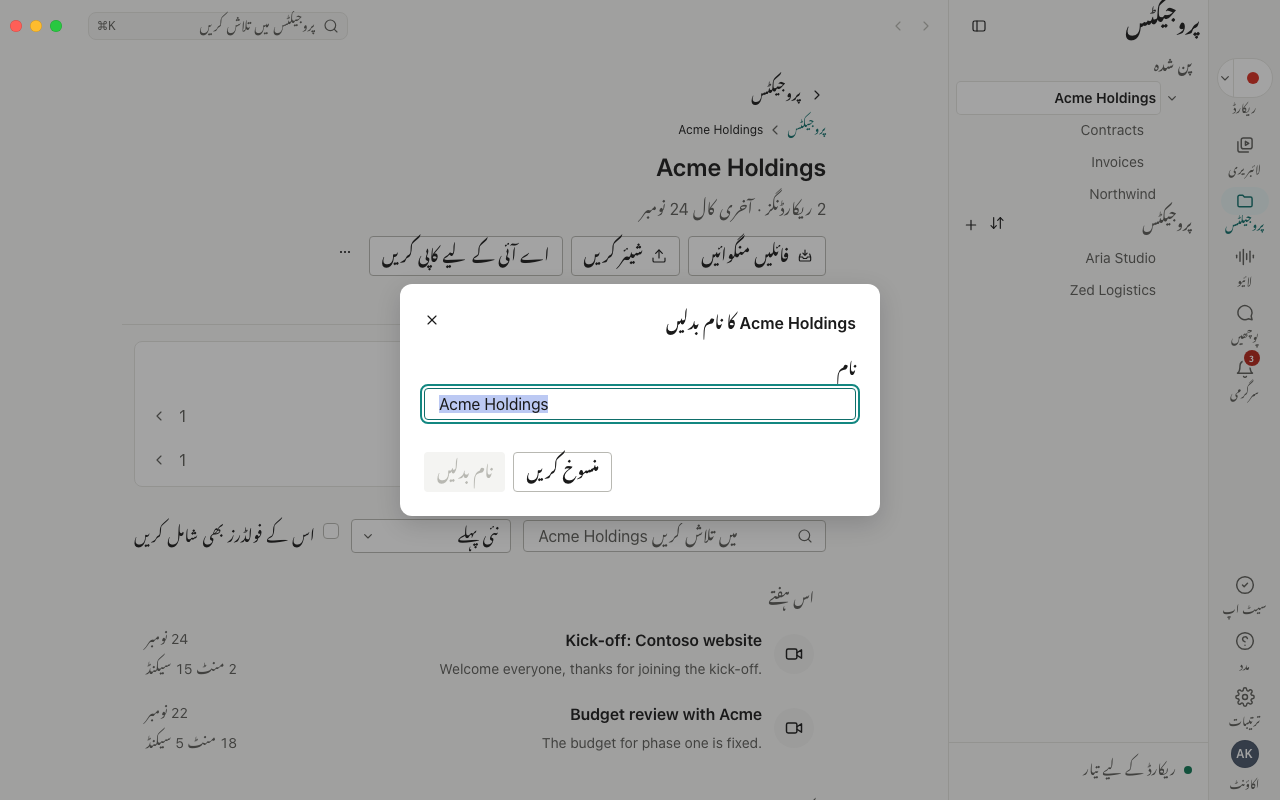 پروجیکٹس میں تلاش کریں
⌘K
پروجیکٹس
پن شدہ
Acme Holdings
Contracts
Invoices
Northwind
پروجیکٹس
Aria Studio
Zed Logistics
ریکارڈ کے لیے تیار
ریکارڈ
لائبریری
پروجیکٹس
لائیو
پوچھیں
3
سرگرمی
سیٹ اپ
مدد
ترتیبات
AK
اکاؤنٹ
پروجیکٹس
پروجیکٹس
Acme Holdings
Acme Holdings
2 ریکارڈنگز · آخری کال 24 نومبر
فائلیں منگوائیں
شیئر کریں
اے آئی کے لیے کاپی کریں
1
1
Acme Holdings کا نام بدلیں
نام
Acme Holdings
منسوخ کریں
نام بدلیں
Acme Holdings میں تلاش کریں
نئی پہلے
اس کے فولڈرز بھی شامل کریں
اس ہفتے
Kick-off: Contoso website
24 نومبر
Welcome everyone, thanks for joining the kick-off.
2 منٹ 15 سیکنڈ
Budget review with Acme
22 نومبر
The budget for phase one is fixed.
18 منٹ 5 سیکنڈ